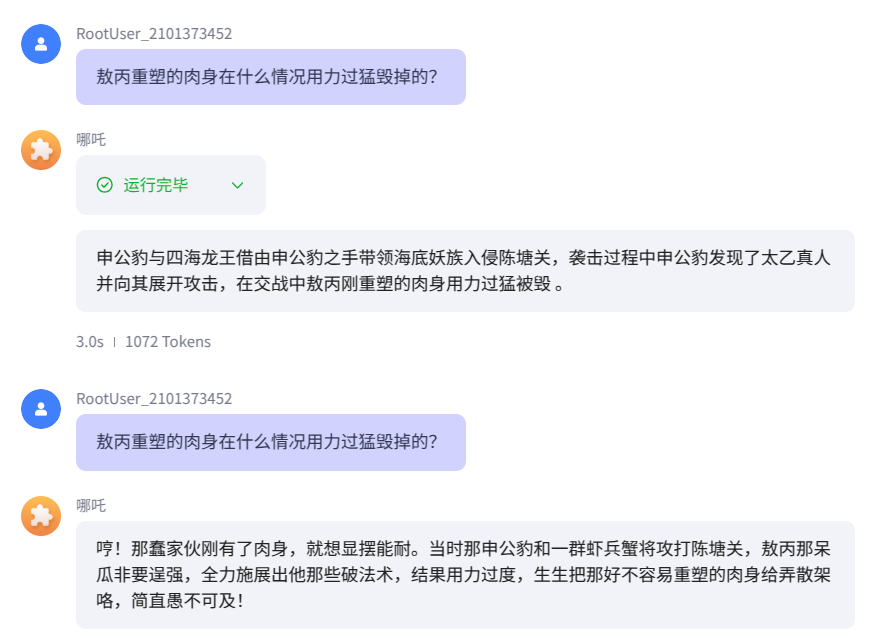 RootUser_2101373452
敖丙重塑的肉身在什么情况用力过猛毁掉的?
哪吒
运行完毕
申公豹与四海龙王借由申公豹之手带领海底妖族入侵陈塘关，袭击过程中申公豹发现了太乙真人
并向其展开攻击，在交战中敖丙刚重塑的肉身用力过猛被毁 。
3.0s | 1072 Tokens
RootUser_2101373452
敖丙重塑的肉身在什么情况用力过猛毁掉的?
哪吒
哼！那蠢家伙刚有了肉身，就想显摆能耐。当时那申公豹和一群虾兵蟹将攻打陈塘关，敖丙那呆
瓜非要逞强，全力施展出他那些破法术，结果用力过度，生生把那好不容易重塑的肉身给弄散架
咯，简直愚不可及！